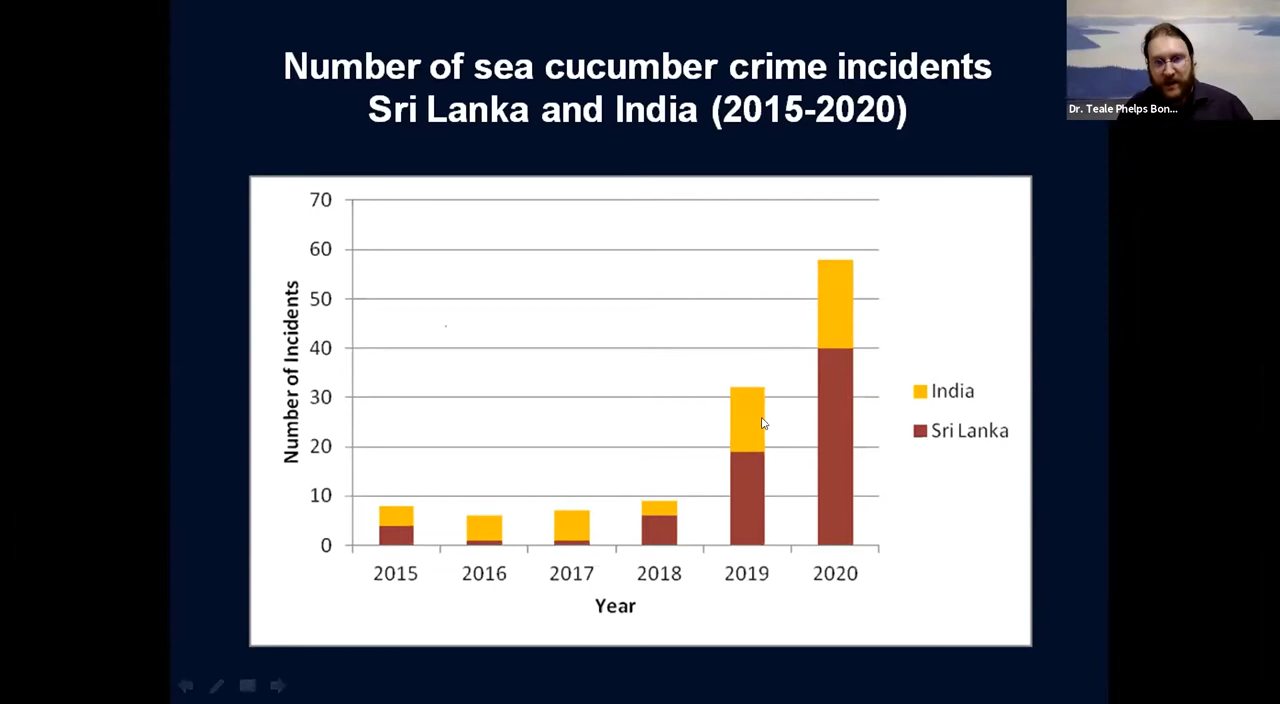 Number of sea cucumber crime incidents
Sri Lanka and India (2015-2020)
Dr. Teale Phelps Bon...
70
60
50
40
30
20
10
0
Number of Incidents
2015 2016 2017 2018 2019 2020
Year
India
Sri Lanka